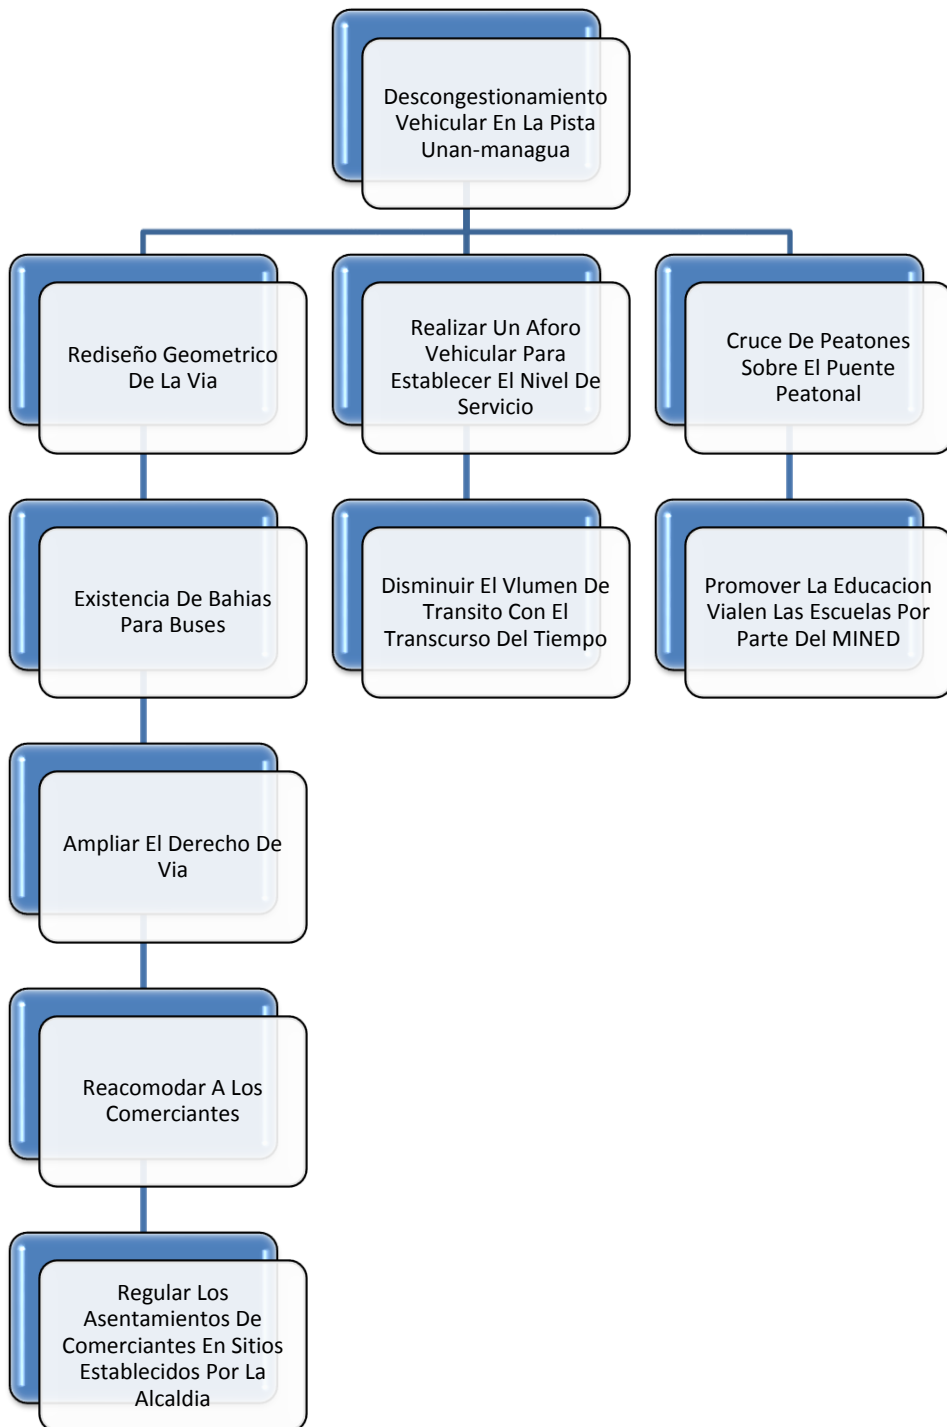 Descongestionamiento
Vehicular En La Pista
Unan-managua
Rediseño Geometrico
De La Via
Realizar Un Aforo
Vehicular Para
Establecer El Nivel De
Servicio
Cruce De Peatones
Sobre El Puente
Peatonal
Existencia De Bahias
Para Buses
Disminuir El Vlumen De
Transito Con El
Transcurso Del Tiempo
Promover La Educacion
Vialen Las Escuelas Por
Parte Del MINED
Ampliar El Derecho De
Via
Reacomodar A Los
Comerciantes
Regular Los
Asentamientos De
Comerciantes En Sitios
Establecidos Por La
Alcaldia